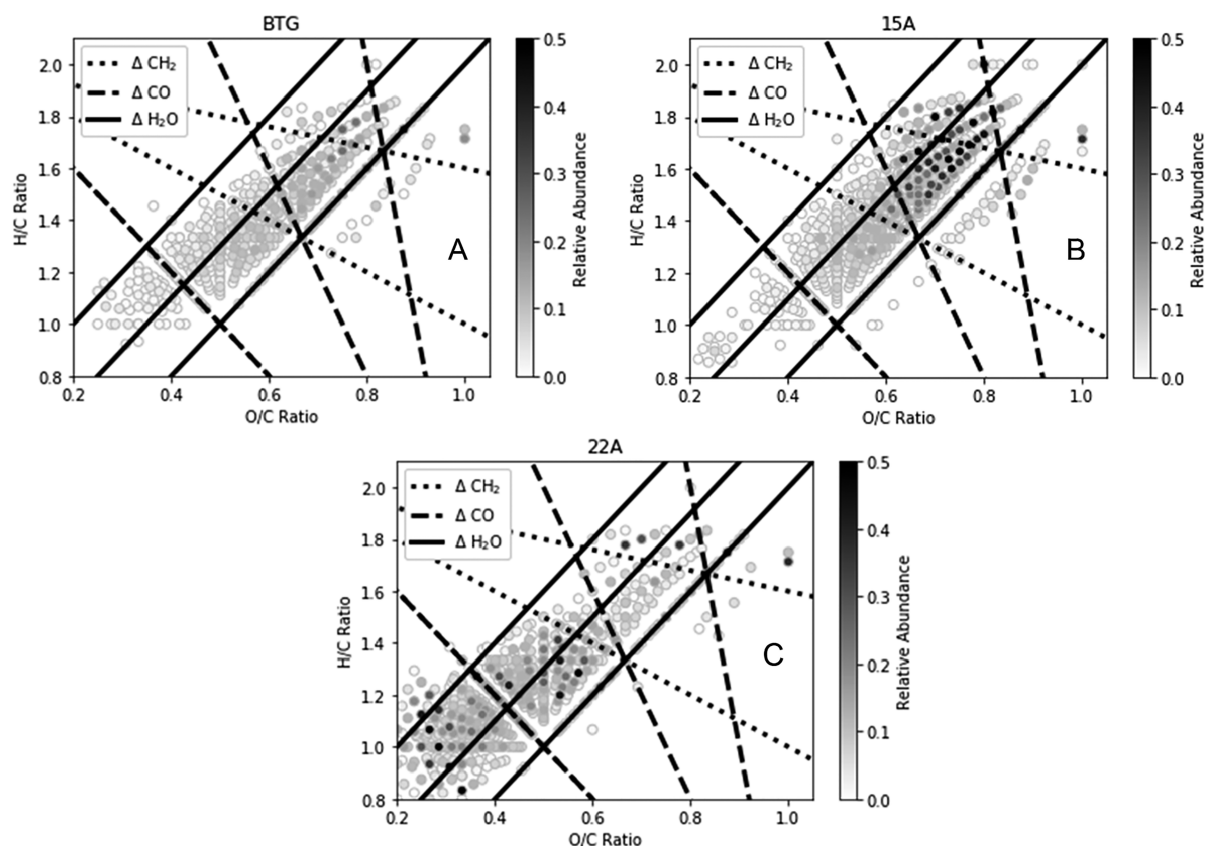 BTG
Δ CH₂
Δ CO
Δ H₂O
A
H/C Ratio
2.0
1.8
1.6
1.4
1.2
1.0
0.8
0.2
0.4
0.6
0.8
1.0
O/C Ratio
0.5
0.4
0.3
0.2
0.1
0.0
Relative Abundance
15A
Δ CH₂
Δ CO
Δ H₂O
B
H/C Ratio
2.0
1.8
1.6
1.4
1.2
1.0
0.8
0.2
0.4
0.6
0.8
1.0
O/C Ratio
0.5
0.4
0.3
0.2
0.1
0.0
Relative Abundance
22A
Δ CH₂
Δ CO
Δ H₂O
C
H/C Ratio
2.0
1.8
1.6
1.4
1.2
1.0
0.8
0.2
0.4
0.6
0.8
1.0
O/C Ratio
0.5
0.4
0.3
0.2
0.1
0.0
Relative Abundance